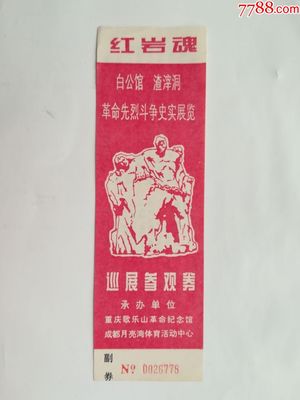 7788.com
红岩魂
白公馆 渣滓洞
革命先烈斗争史实展览
巡展参观券
承办单位
重庆歌乐山革命纪念馆
成都月亮湾体育活动中心
副券
№ 0026778